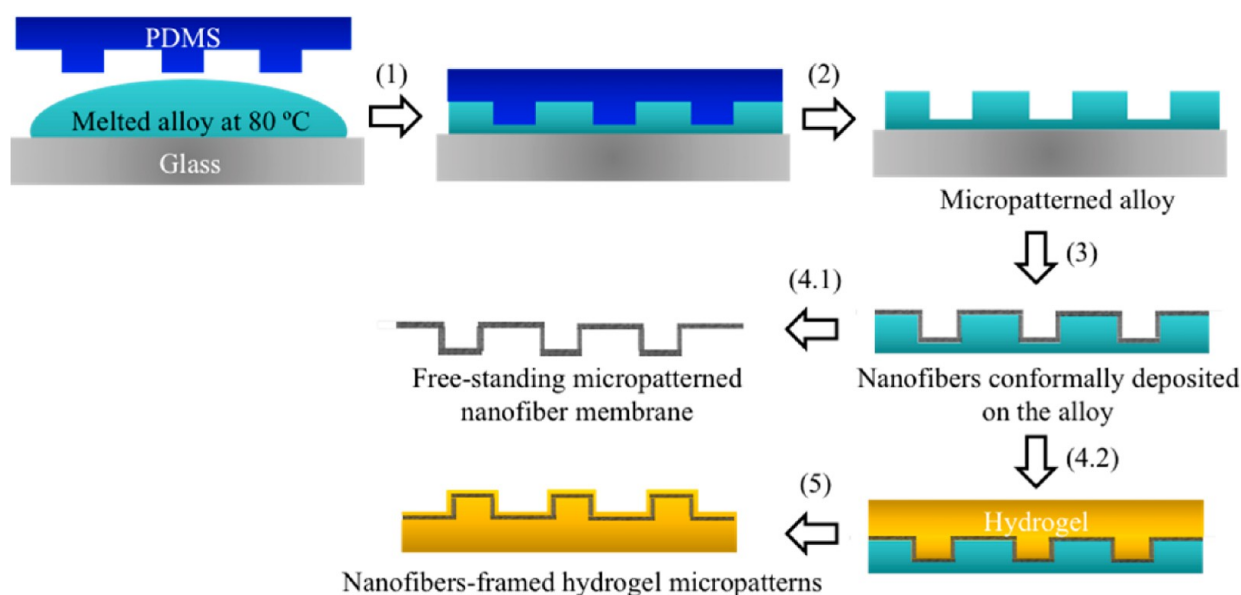 PDMS
Melted alloy at 80 ºC
Glass
(1)
(2)
Micropatterned alloy
(3)
Nanofibers conformally deposited
on the alloy
(4.1)
Free-standing micropatterned
nanofiber membrane
(4.2)
Hydrogel
(5)
Nanofibers-framed hydrogel micropatterns